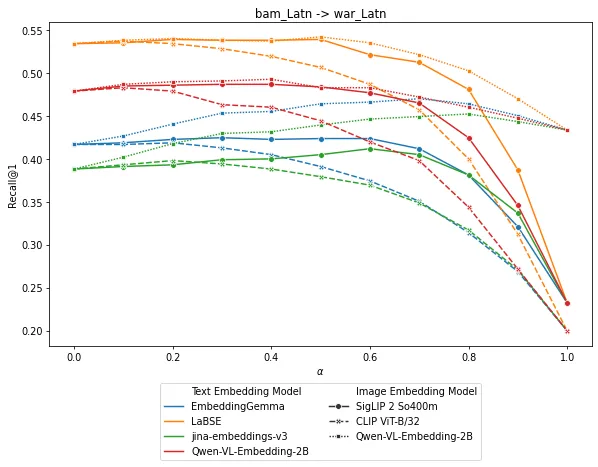 bam_Latn -> war_Latn
Recall@1
0.55
0.50
0.45
0.40
0.35
0.30
0.25
0.20
0.0
0.2
0.4
0.6
0.8
1.0
α
Text Embedding Model
EmbeddingGemma
LaBSE
jina-embeddings-v3
Qwen-VL-Embedding-2B
Image Embedding Model
SigLIP 2 So400m
CLIP ViT-B/32
Qwen-VL-Embedding-2B